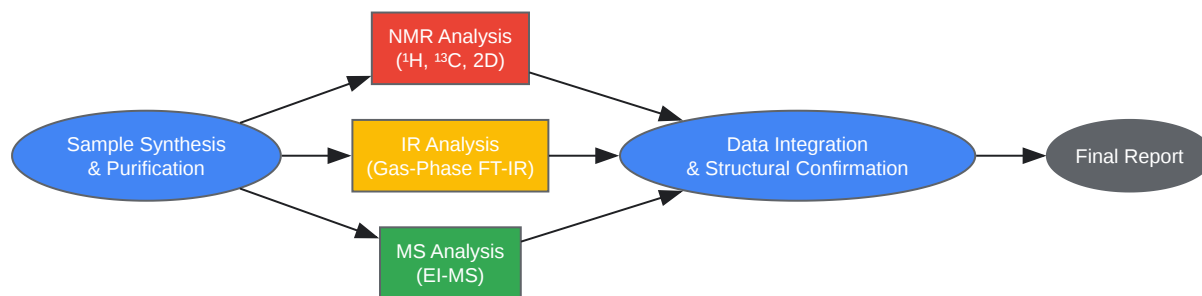 NMR Analysis
(¹H, ¹³C, 2D)
Sample Synthesis
& Purification
IR Analysis
(Gas-Phase FT-IR)
MS Analysis
(EI-MS)
Data Integration
& Structural Confirmation
Final Report